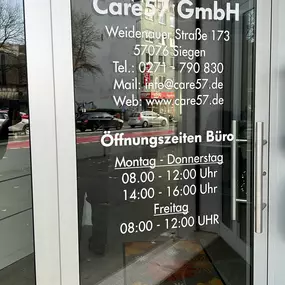 Care57 GmbH
Weidenauer Straße 173
57076 Siegen
Tel.: 0271 - 790 830
Mail: info@care57.de
Web: www.care57.de
Öffnungszeiten Büro
Montag - Donnerstag
08.00 - 12:00 Uhr
14:00 - 16:00 Uhr
Freitag
08:00 - 12:00 UHR